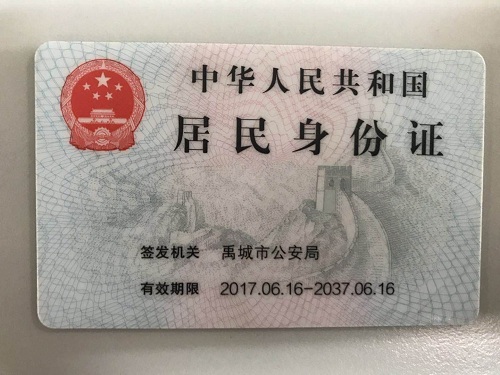 中华人民共和国
居民身份证
签发机关 禹城市公安局
有效期限 2017.06.16-2037.06.16